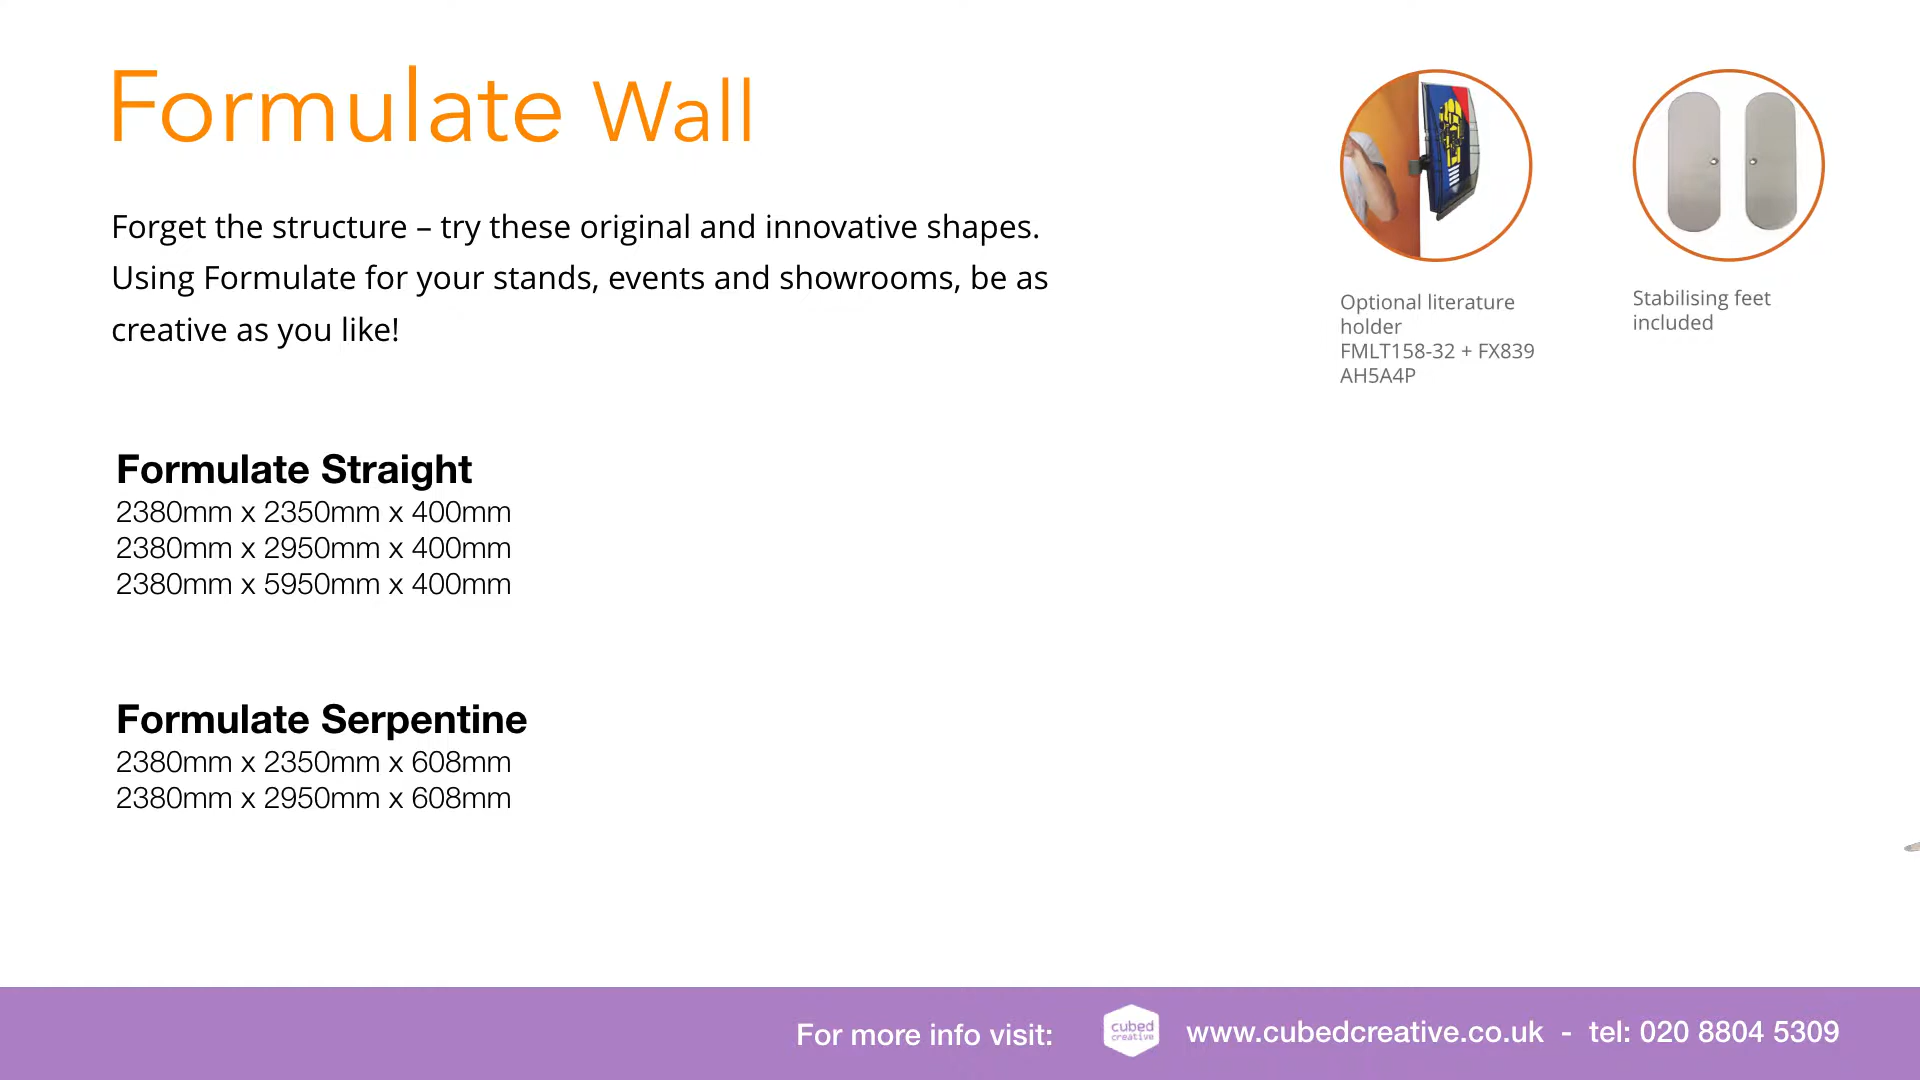 Formulate Wall
Forget the structure – try these original and innovative shapes.
Using Formulate for your stands, events and showrooms, be as
creative as you like!
Optional literature
holder
FMLT158-32 + FX839
AH5A4P
Stabilising feet
included
Formulate Straight
2380mm x 2350mm x 400mm
2380mm x 2950mm x 400mm
2380mm x 5950mm x 400mm
Formulate Serpentine
2380mm x 2350mm x 608mm
2380mm x 2950mm x 608mm
For more info visit:
cubed
creative
www.cubedcreative.co.uk - tel: 020 8804 5309